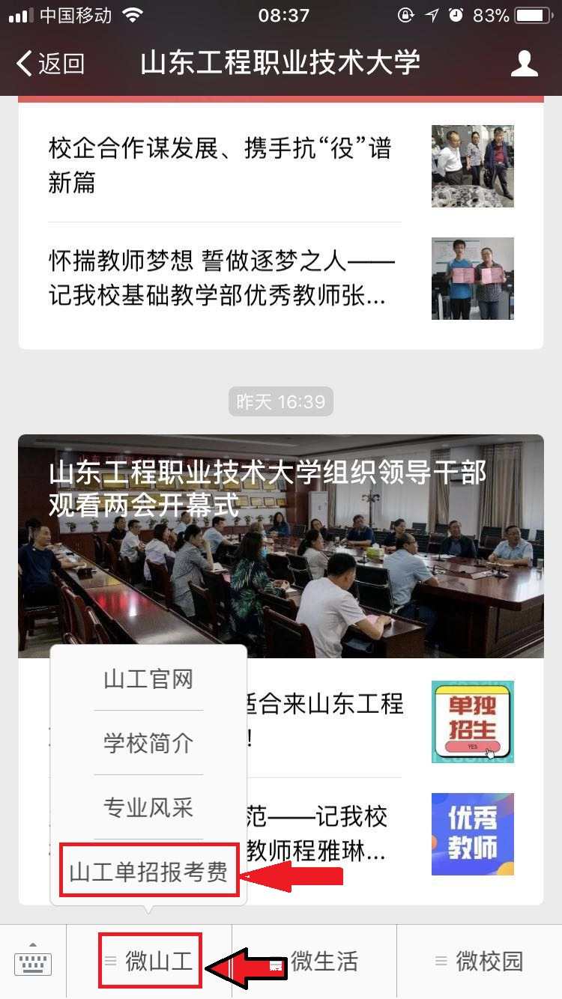 中国移动
08:37
83%
返回
山东工程职业技术大学
校企合作谋发展、携手抗“役”谱
新篇
怀揣教师梦想 誓做逐梦之人——
记我校基础教学部优秀教师张...
昨天 16:39
山东工程职业技术大学组织领导干部
观看两会开幕式
山工官网
适合来山东工程
！
单独
招生
YES
学校简介
专业风采
范——记我校
教师程雅琳...
优秀
教师
山工单招报考费
微山工
微生活
微校园